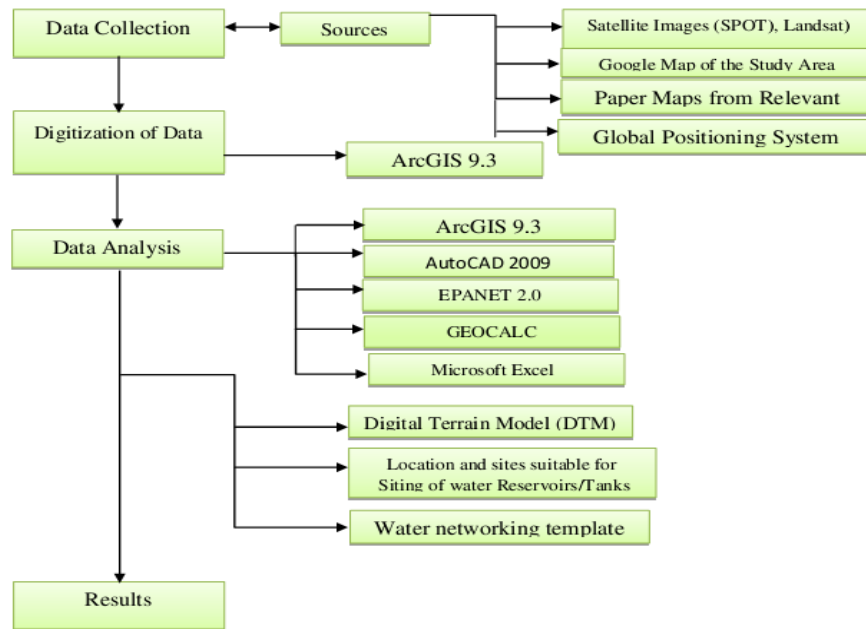 Data Collection
Sources
Satellite Images (SPOT), Landsat)
Google Map of the Study Area
Paper Maps from Relevant
Global Positioning System
Digitization of Data
ArcGIS 9.3
Data Analysis
ArcGIS 9.3
AutoCAD 2009
EPANET 2.0
GEOCALC
Microsoft Excel
Digital Terrain Model (DTM)
Location and sites suitable for
Siting of water Reservoirs/Tanks
Water networking template
Results